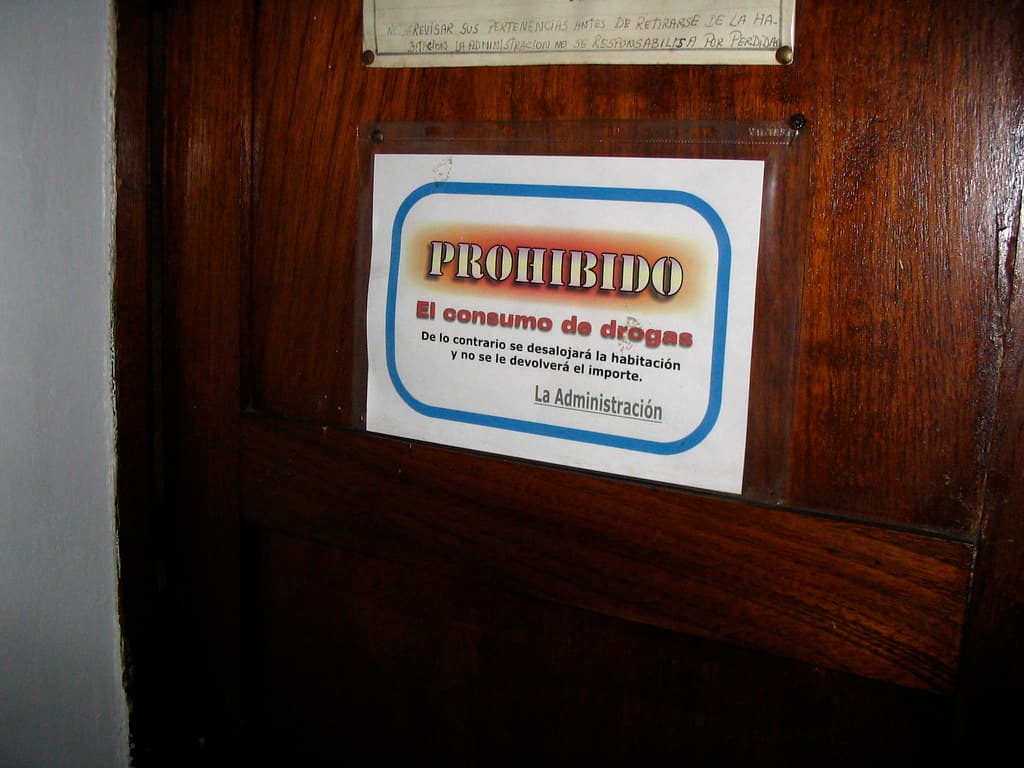 REVISAR SUS PERTENENCIAS ANTES DE RETIRARSE DE LA HA-
BITACION LA ADMINISTRACION NO SE RESPONSABILISA POR PERDIDAS
PROHIBIDO
El consumo de drogas
De lo contrario se desalojará la habitación
y no se le devolverá el importe.
La Administración